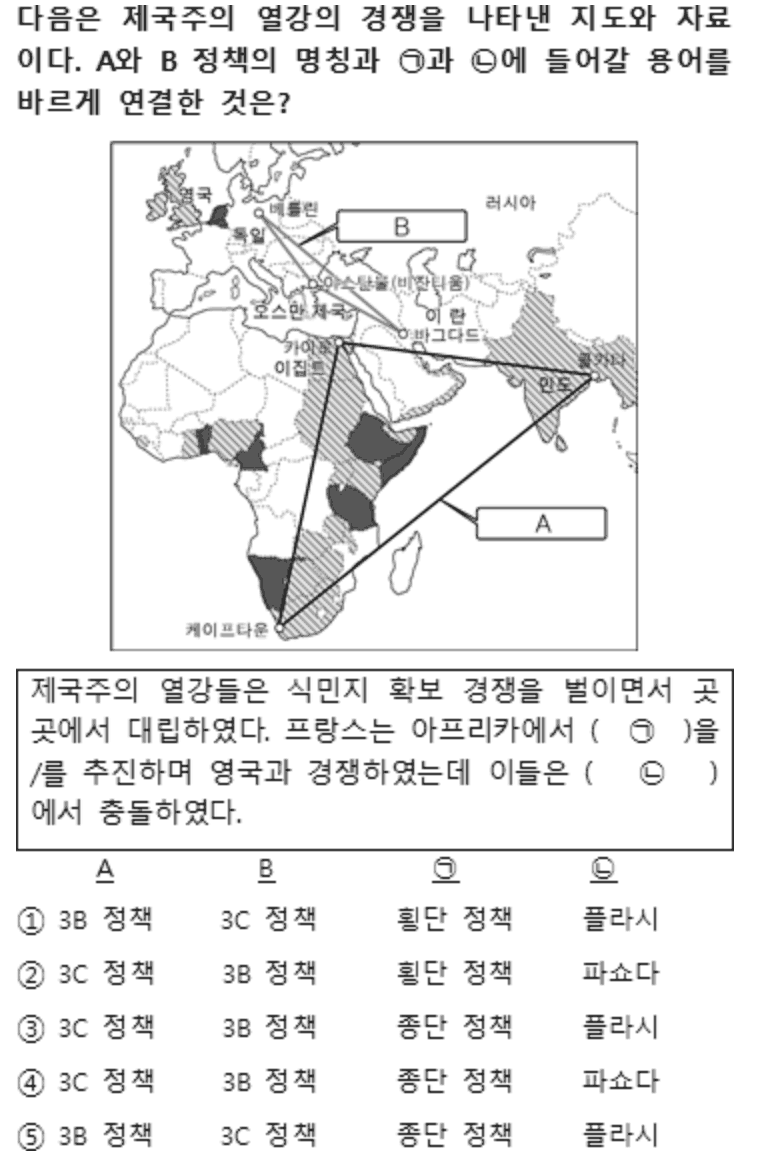 다음은 제국주의 열강의 경쟁을 나타낸 지도와 자료
이다. A와 B 정책의 명칭과 ㉠과 ㉡에 들어갈 용어를
바르게 연결한 것은?
영국
베를린
러시아
독일
B
이스탄불(비잔티움)
오스만 제국
이 란
바그다드
카이로
이집트
콜카타
인도
A
케이프타운
제국주의 열강들은 식민지 확보 경쟁을 벌이면서 곳
곳에서 대립하였다. 프랑스는 아프리카에서 ( ㉠ )을
/를 추진하며 영국과 경쟁하였는데 이들은 ( ㉡ )
에서 충돌하였다.
A B ㉠ ㉡
① 3B 정책 3C 정책 횡단 정책 플라시
② 3C 정책 3B 정책 횡단 정책 파쇼다
③ 3C 정책 3B 정책 종단 정책 플라시
④ 3C 정책 3B 정책 종단 정책 파쇼다
⑤ 3B 정책 3C 정책 종단 정책 플라시